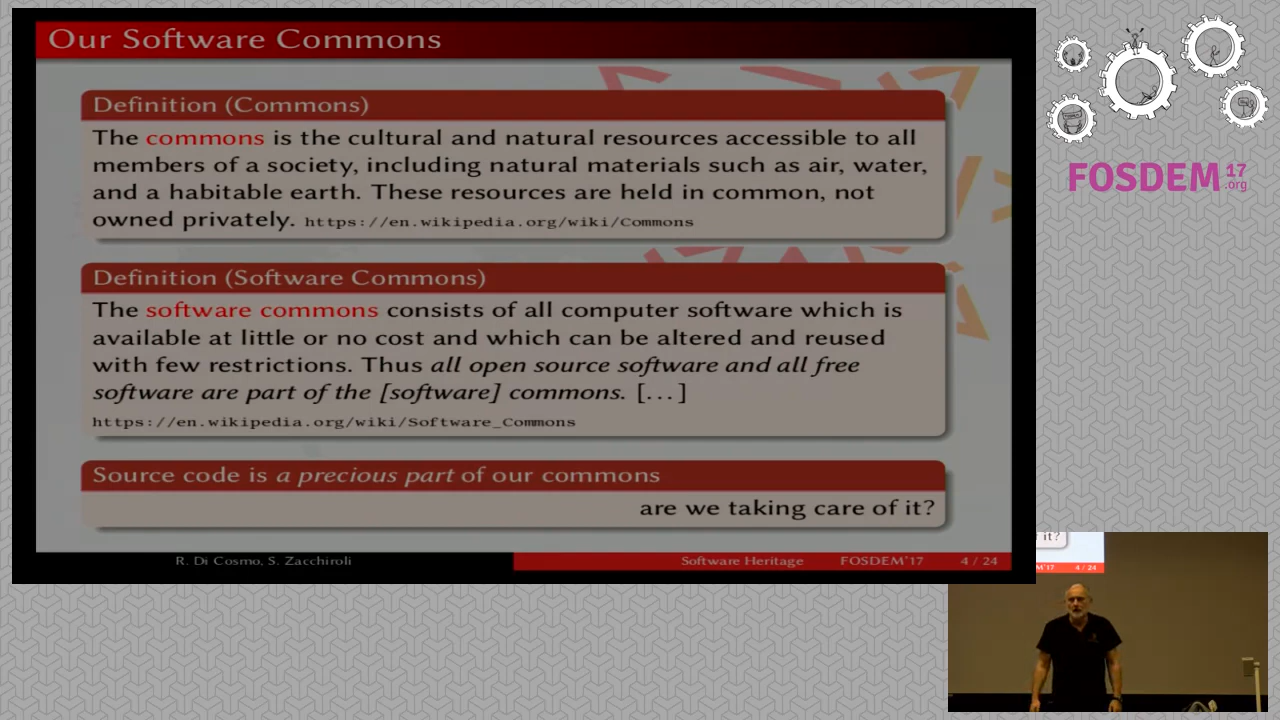 Our Software Commons
Definition (Commons)
The commons is the cultural and natural resources accessible to all
members of a society, including natural materials such as air, water,
and a habitable earth. These resources are held in common, not
owned privately. https://en.wikipedia.org/wiki/Commons
Definition (Software Commons)
The software commons consists of all computer software which is
available at little or no cost and which can be altered and reused
with few restrictions. Thus all open source software and all free
software are part of the [software] commons. [...]
https://en.wikipedia.org/wiki/Software_Commons
Source code is a precious part of our commons
are we taking care of it?
R. Di Cosmo, S. Zacchiroli
Software Heritage
FOSDEM'17
4 / 24
FOSDEM 17
.org
it?
M'17
4 / 24